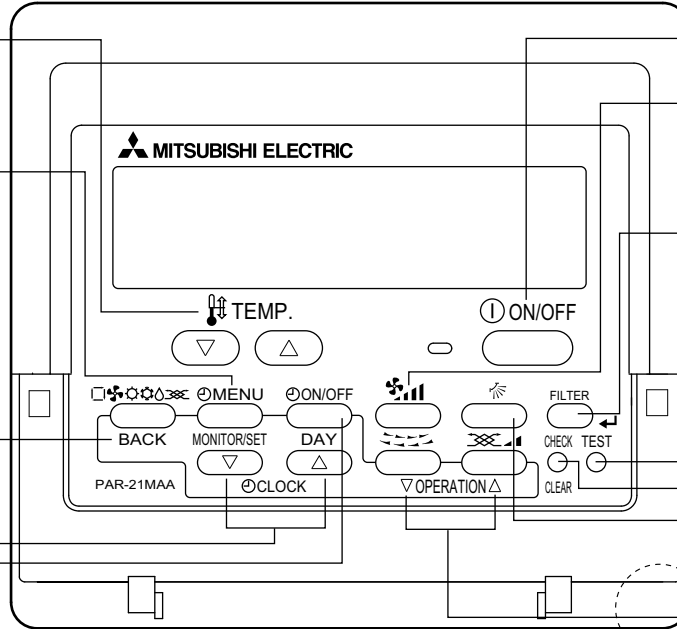 MITSUBISHI ELECTRIC
TEMP.
ON/OFF
MENU
ON/OFF
FILTER
BACK
MONITOR/SET
DAY
CHECK
TEST
PAR-21MAA
CLOCK
OPERATION
CLEAR